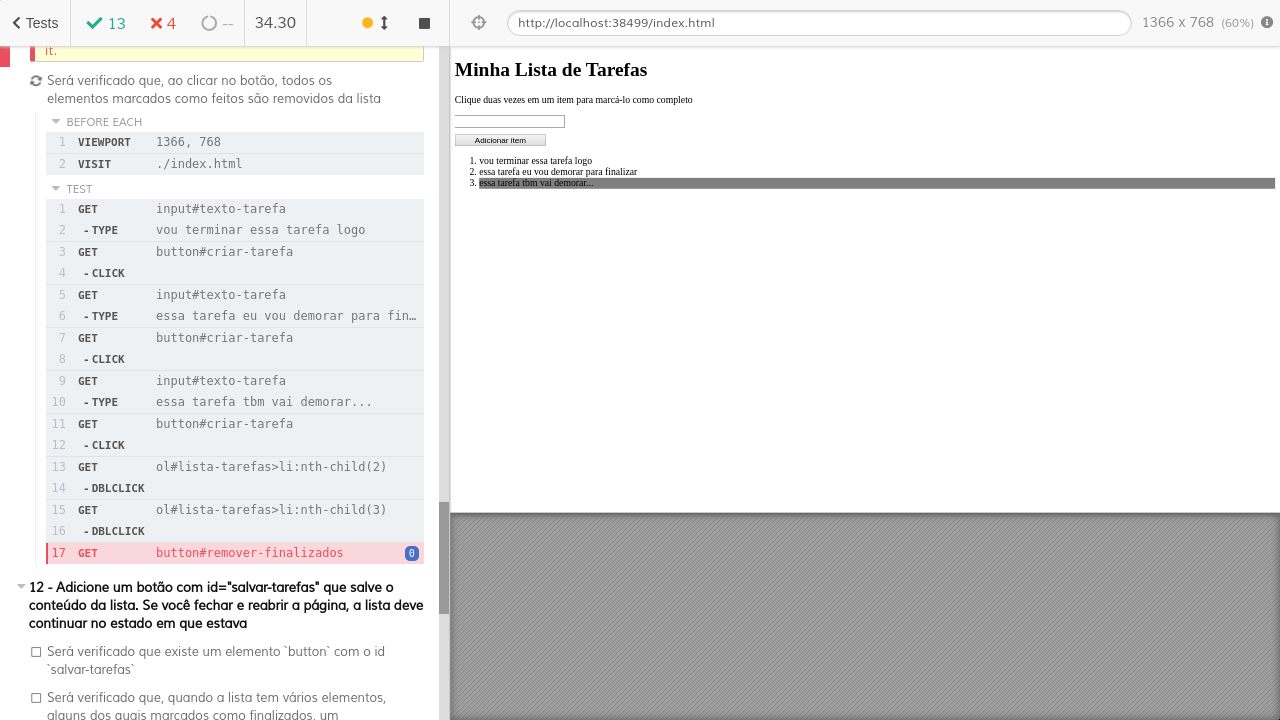 Tests
13
4
--
34.30
http://localhost:38499/index.html
1366 x 768 (60%)
it.
Será verificado que, ao clicar no botão, todos os
elementos marcados como feitos são removidos da lista
BEFORE EACH
1 VIEWPORT 1366, 768
2 VISIT ./index.html
TEST
1 GET input#texto-tarefa
2 -TYPE vou terminar essa tarefa logo
3 GET button#criar-tarefa
4 -CLICK
5 GET input#texto-tarefa
6 -TYPE essa tarefa eu vou demorar para fin…
7 GET button#criar-tarefa
8 -CLICK
9 GET input#texto-tarefa
10 -TYPE essa tarefa tbm vai demorar...
11 GET button#criar-tarefa
12 -CLICK
13 GET ol#lista-tarefas>li:nth-child(2)
14 -DBLCLICK
15 GET ol#lista-tarefas>li:nth-child(3)
16 -DBLCLICK
17 GET button#remover-finalizados 0
12 - Adicione um botão com id="salvar-tarefas" que salve o
conteúdo da lista. Se você fechar e reabrir a página, a lista deve
continuar no estado em que estava
Será verificado que existe um elemento `button` com o id
`salvar-tarefas`
Será verificado que, quando a lista tem vários elementos,
alguns dos quais marcados como finalizados, um
Minha Lista de Tarefas
Clique duas vezes em um item para marcá-lo como completo
Adicionar item
1. vou terminar essa tarefa logo
2. essa tarefa eu vou demorar para finalizar
3. essa tarefa tbm vai demorar...